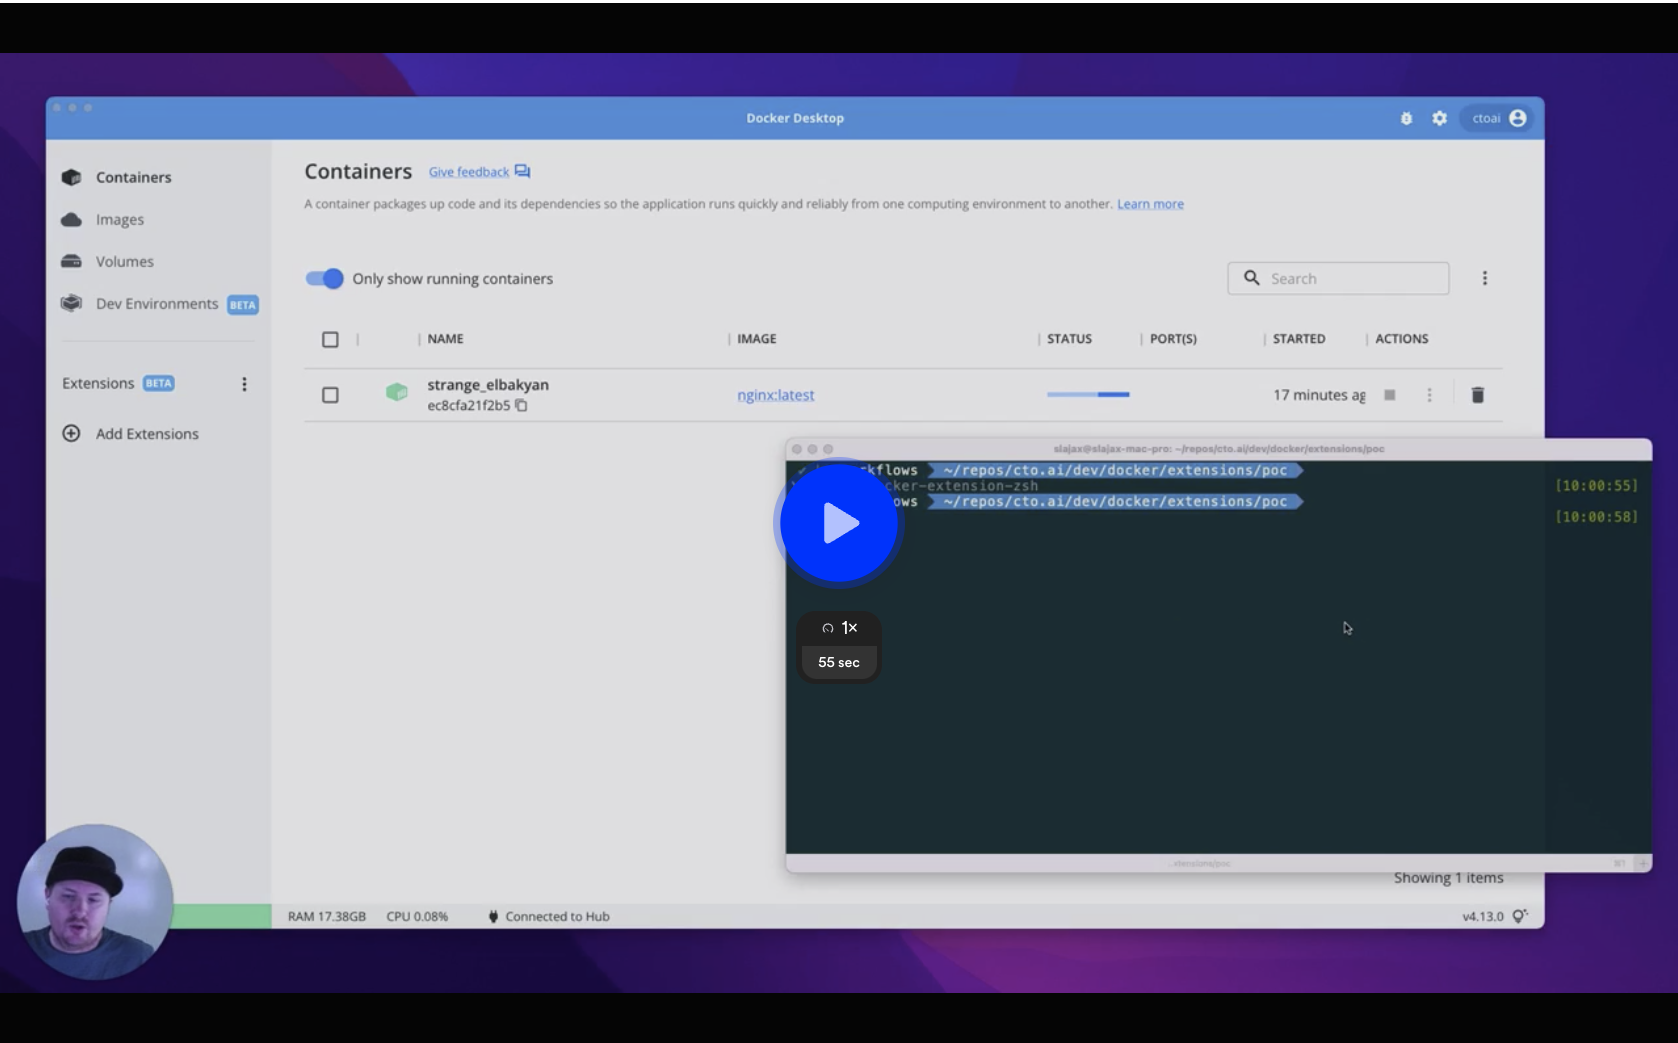 Docker Desktop
ctoai
Containers
Images
Volumes
Dev Environments BETA
Extensions BETA
Add Extensions
Containers Give feedback
A container packages up code and its dependencies so the application runs quickly and reliably from one computing environment to another. Learn more
Only show running containers
Search
NAME IMAGE STATUS PORT(S) STARTED ACTIONS
strange_elbakyan nginx:latest 17 minutes ag
ec8cfa21f2b5
slajax@slajax-mac-pro: ~/repos/cto.ai/dev/docker/extensions/poc
kflows ~/repos/cto.ai/dev/docker/extensions/poc
cker-extension-zsh [10:00:55]
ows ~/repos/cto.ai/dev/docker/extensions/poc
[10:00:58]
1×
55 sec
Showing 1 items
RAM 17.38GB CPU 0.08% Connected to Hub v4.13.0